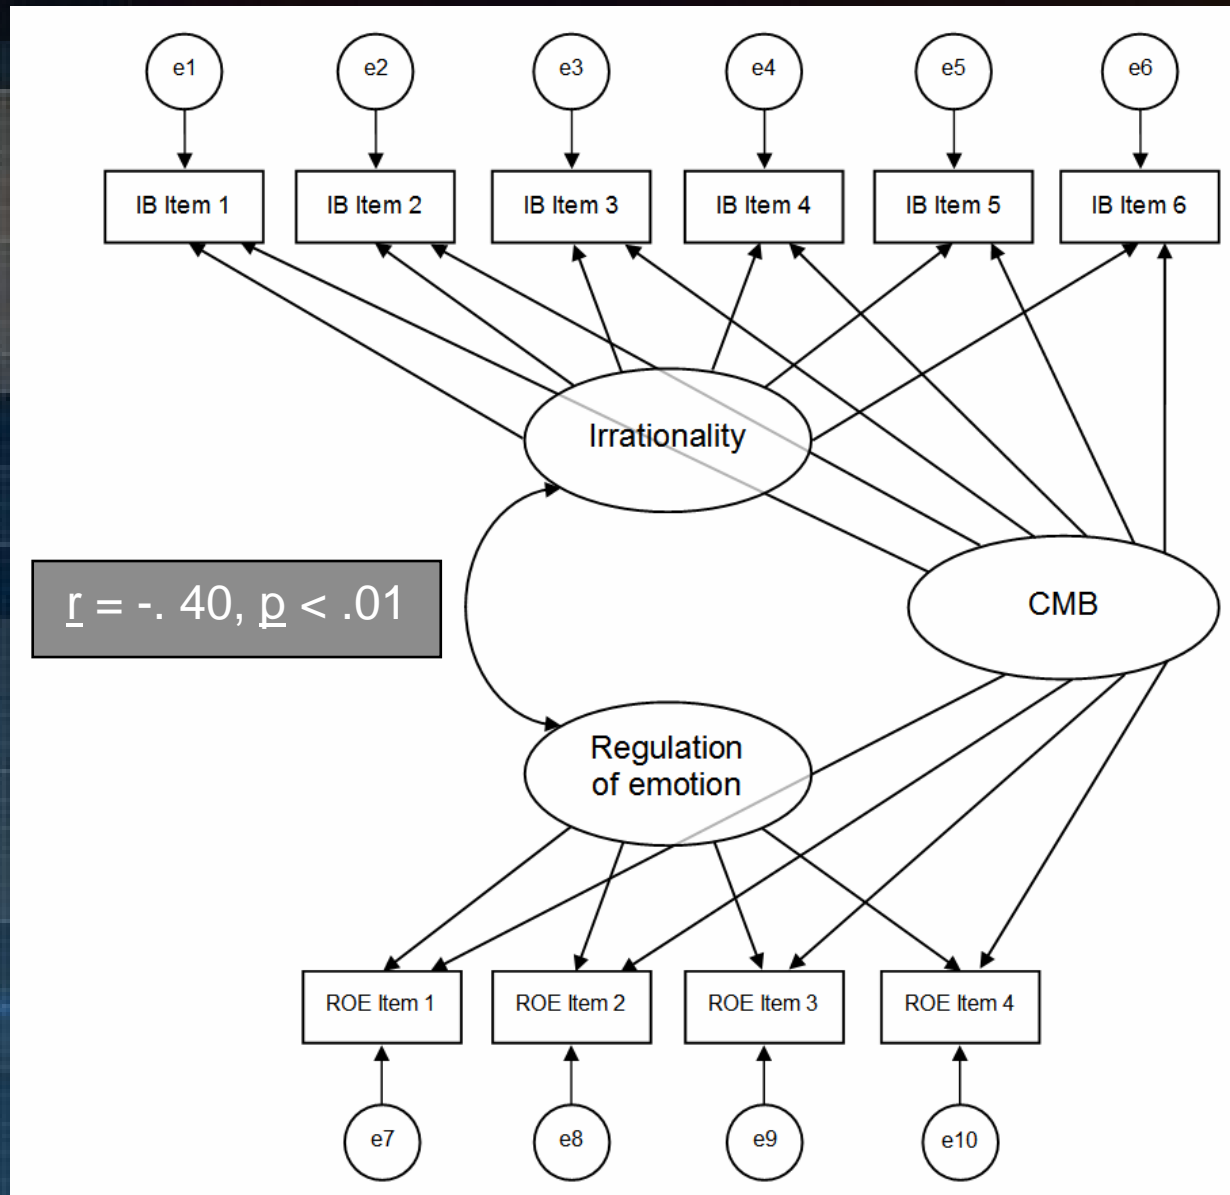 e1
e2
e3
e4
e5
e6
IB Item 1
IB Item 2
IB Item 3
IB Item 4
IB Item 5
IB Item 6
Irrationality
r = -. 40, p < .01
CMB
Regulation
of emotion
ROE Item 1
ROE Item 2
ROE Item 3
ROE Item 4
e7
e8
e9
e10